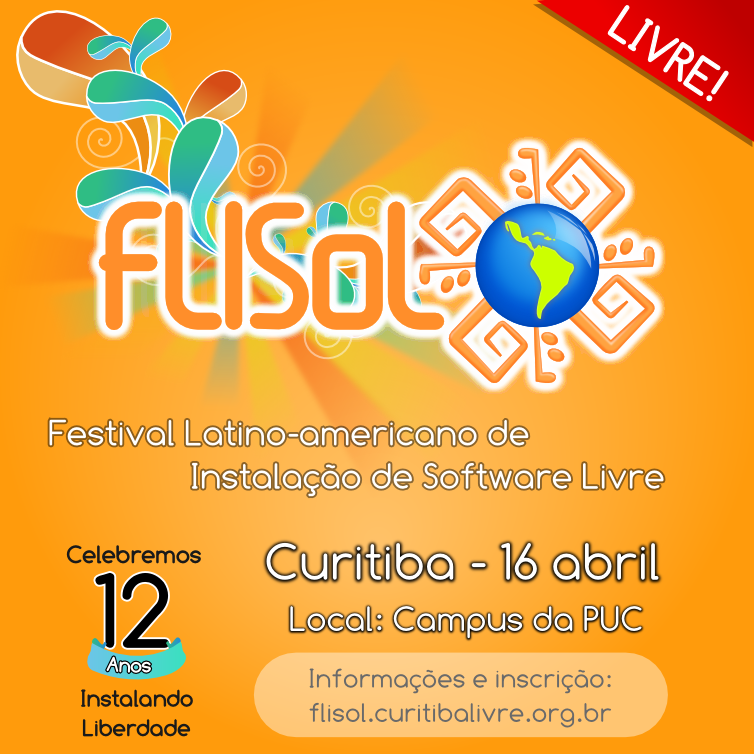 LIVRE!
fLISoL
Festival Latino-americano de
Instalação de Software Livre
Celebremos
12
Anos
Instalando
Liberdade
Curitiba - 16 abril
Local: Campus da PUC
Informações e inscrição:
flisol.curitibalivre.org.br